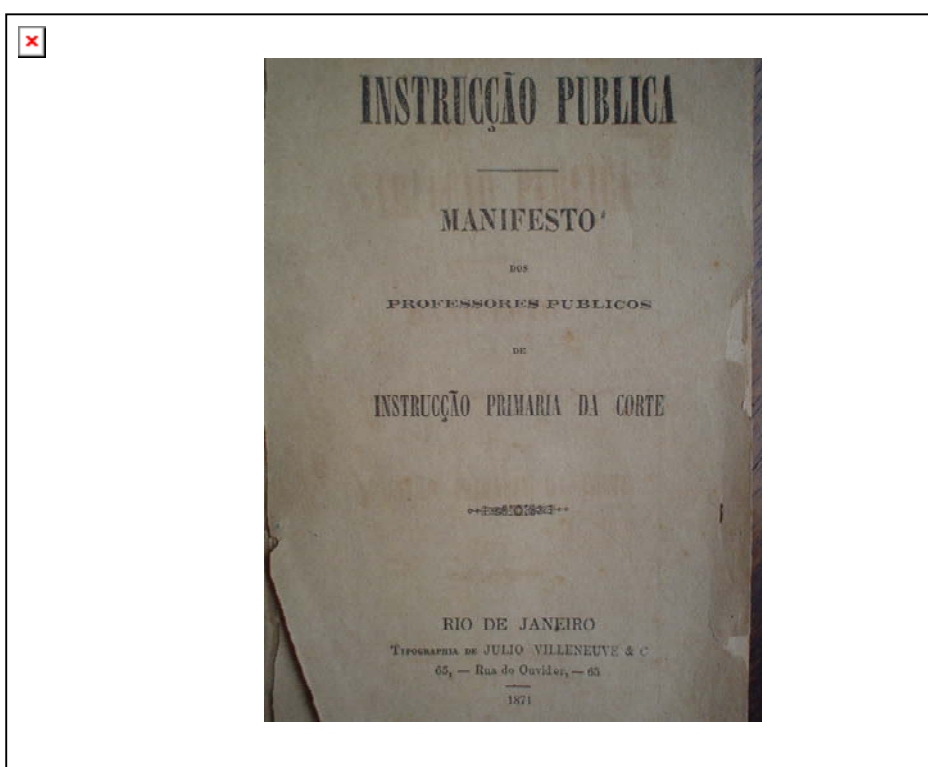 INSTRUCÇÃO PUBLICA
MANIFESTO
DOS
PROFESSORES PUBLICOS
DE
INSTRUCÇÃO PRIMARIA DA CORTE
RIO DE JANEIRO
TYPOGRAPHIA DE JULIO VILLENEUVE & C
65, — Rua do Ouvidor, — 65
1871